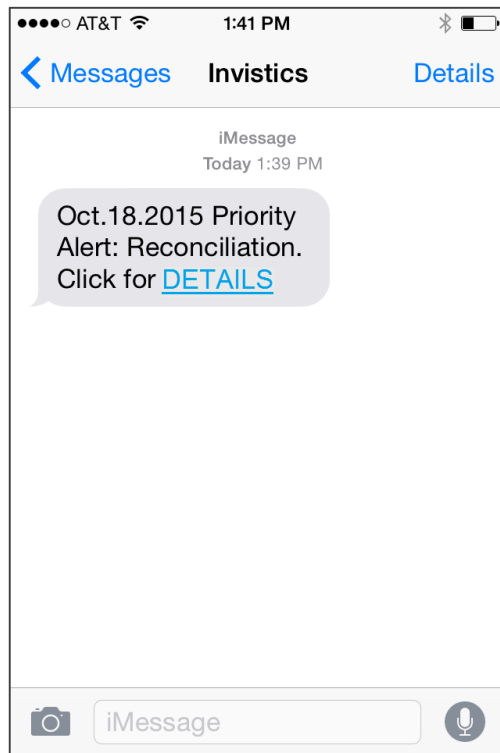 AT&T 1:41 PM
Messages Invistics Details
iMessage
Today 1:39 PM
Oct.18.2015 Priority
Alert: Reconciliation.
Click for DETAILS
iMessage